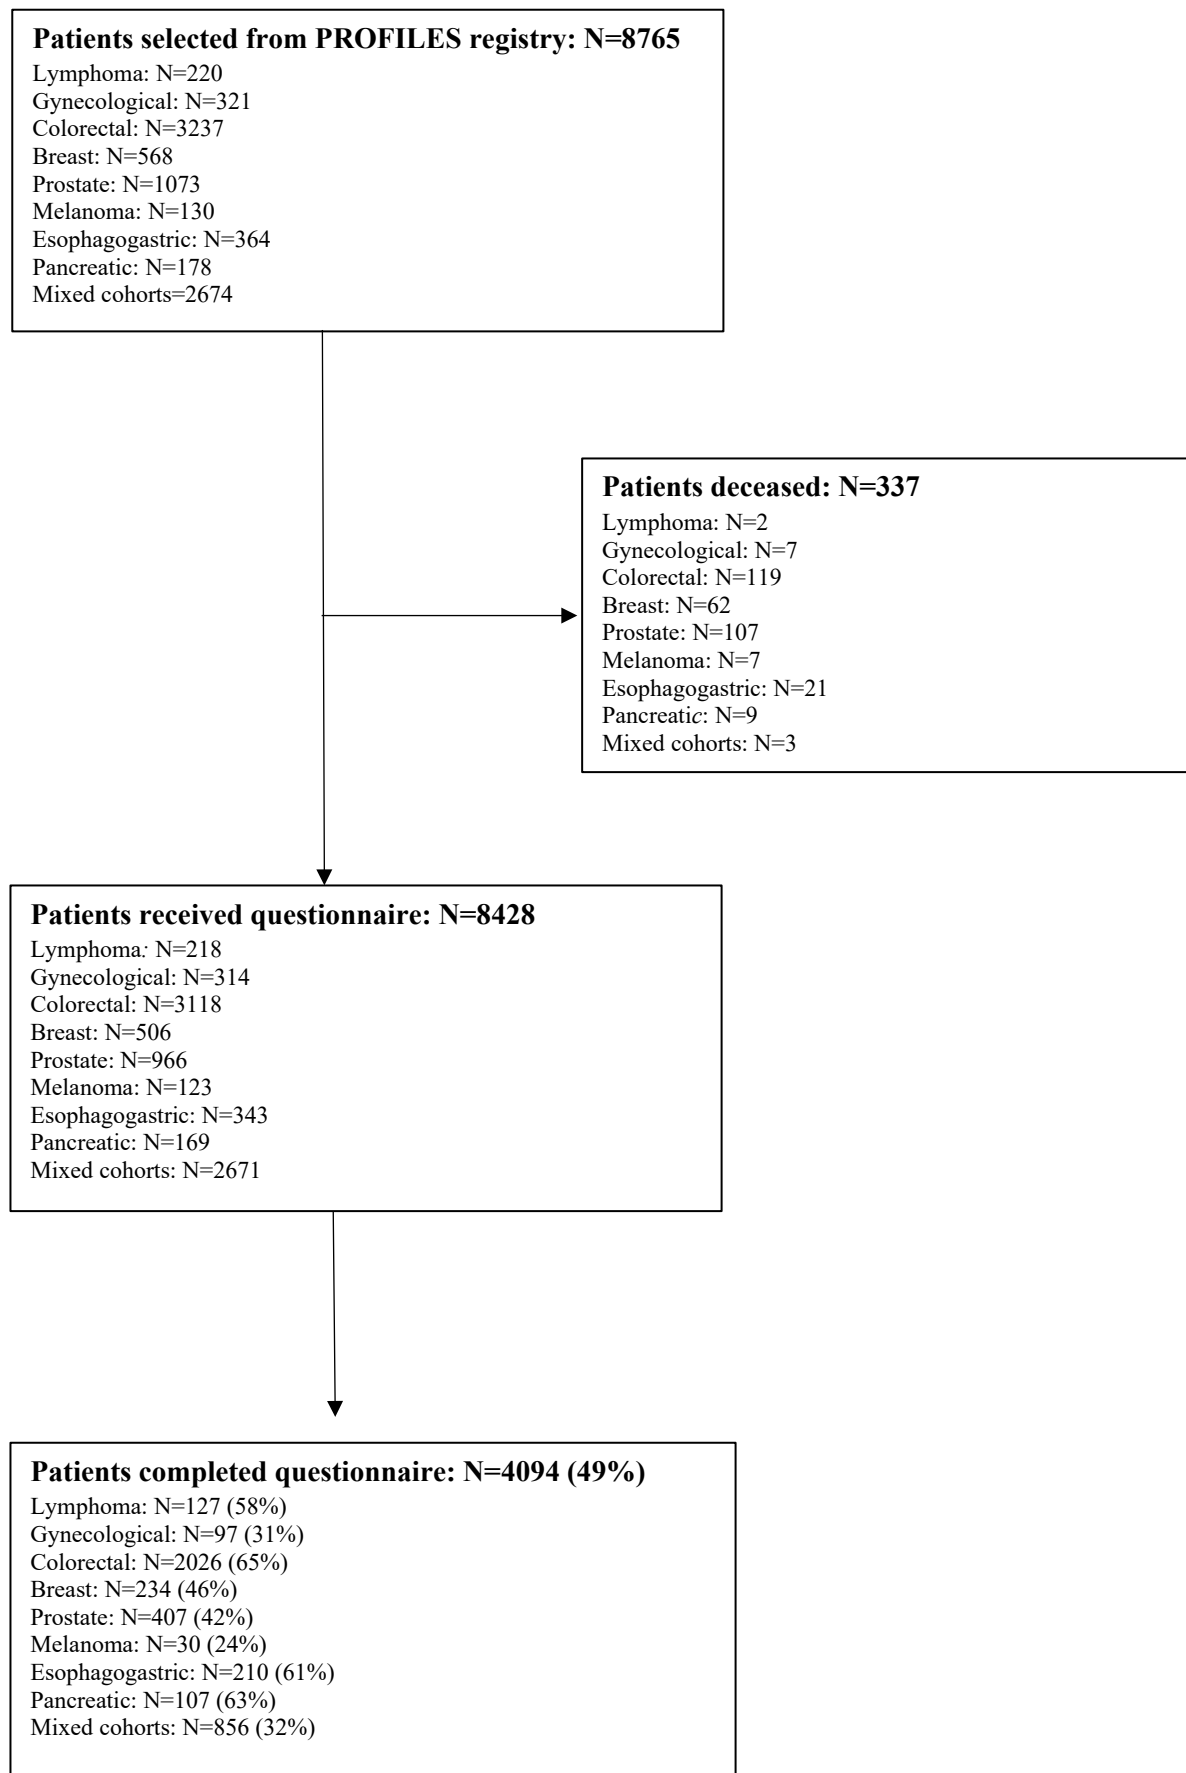 Patients selected from PROFILES registry: N=8765
Lymphoma: N=220
Gynecological: N=321
Colorectal: N=3237
Breast: N=568
Prostate: N=1073
Melanoma: N=130
Esophagogastric: N=364
Pancreatic: N=178
Mixed cohorts=2674
Patients deceased: N=337
Lymphoma: N=2
Gynecological: N=7
Colorectal: N=119
Breast: N=62
Prostate: N=107
Melanoma: N=7
Esophagogastric: N=21
Pancreatic: N=9
Mixed cohorts: N=3
Patients received questionnaire: N=8428
Lymphoma: N=218
Gynecological: N=314
Colorectal: N=3118
Breast: N=506
Prostate: N=966
Melanoma: N=123
Esophagogastric: N=343
Pancreatic: N=169
Mixed cohorts: N=2671
Patients completed questionnaire: N=4094 (49%)
Lymphoma: N=127 (58%)
Gynecological: N=97 (31%)
Colorectal: N=2026 (65%)
Breast: N=234 (46%)
Prostate: N=407 (42%)
Melanoma: N=30 (24%)
Esophagogastric: N=210 (61%)
Pancreatic: N=107 (63%)
Mixed cohorts: N=856 (32%)